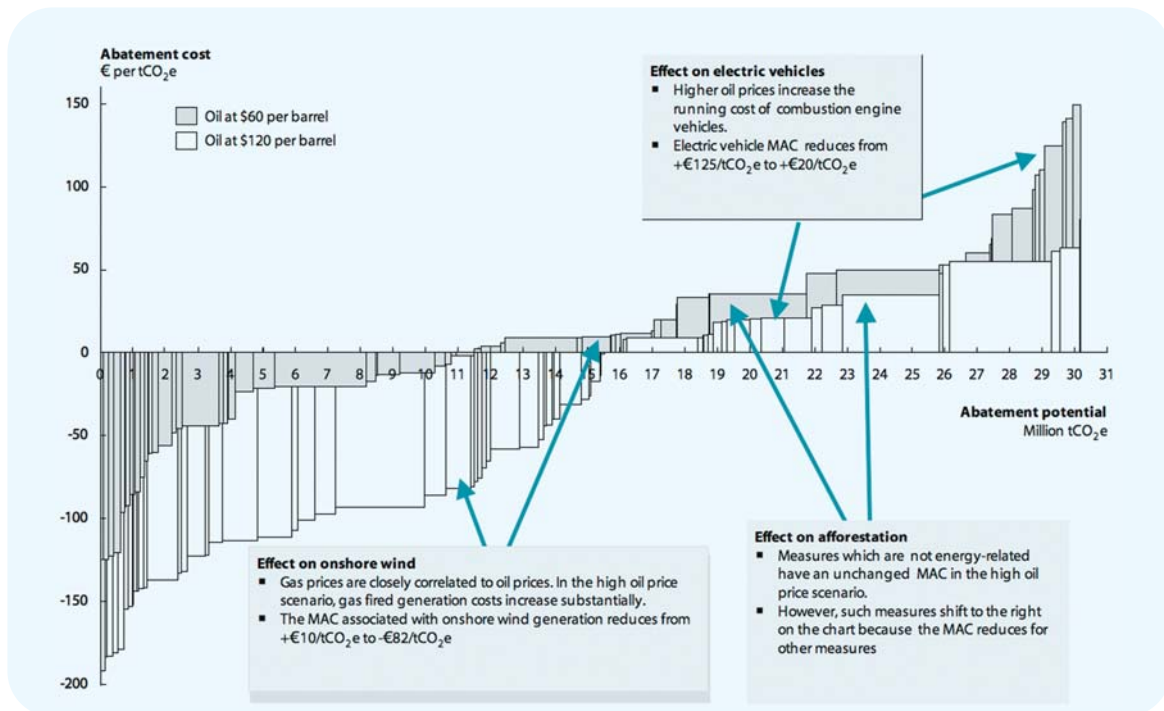 Abatement cost
€ per tCO₂e
150
100
50
0
-50
-100
-150
-200
Oil at $60 per barrel
Oil at $120 per barrel
Effect on electric vehicles
▪ Higher oil prices increase the
running cost of combustion engine
vehicles.
▪ Electric vehicle MAC reduces from
+€125/tCO₂e to +€20/tCO₂e
0 1 2 3 4 5 6 7 8 9 10 11 12 13 14 15 16 17 18 19 20 21 22 23 24 25 26 27 28 29 30 31
Abatement potential
Million tCO₂e
Effect on onshore wind
▪ Gas prices are closely correlated to oil prices. In the high oil price
scenario, gas fired generation costs increase substantially.
▪ The MAC associated with onshore wind generation reduces from
+€10/tCO₂e to -€82/tCO₂e
Effect on afforestation
▪ Measures which are not energy-related
have an unchanged MAC in the high oil
price scenario.
▪ However, such measures shift to the right
on the chart because the MAC reduces for
other measures